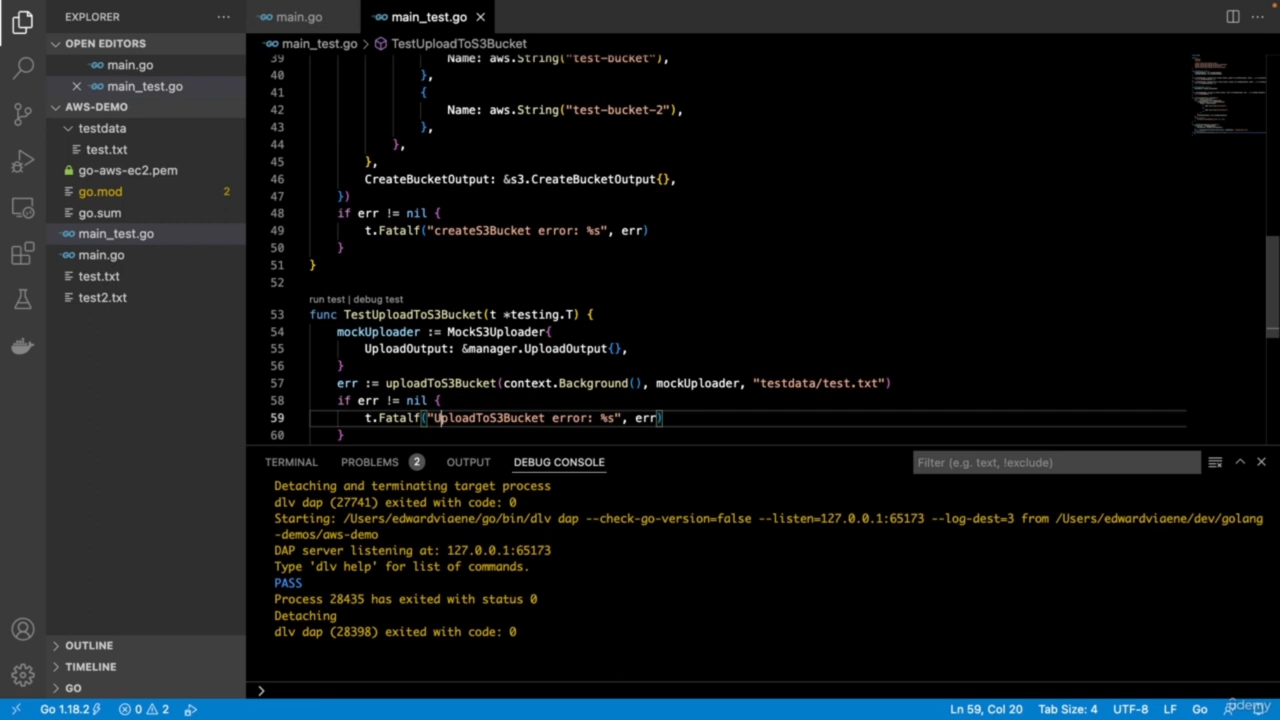 EXPLORER
OPEN EDITORS
main.go
main_test.go
AWS-DEMO
testdata
test.txt
go-aws-ec2.pem
go.mod 2
go.sum
main_test.go
main.go
test.txt
test2.txt
OUTLINE
TIMELINE
GO
main.go
main_test.go
main_test.go > TestUploadToS3Bucket
39 Name: aws.String("test-bucket"),
40 },
41 {
42 Name: aws.String("test-bucket-2"),
43 },
44 },
45 },
46 CreateBucketOutput: &s3.CreateBucketOutput{},
47 })
48 if err != nil {
49 t.Fatalf("createS3Bucket error: %s", err)
50 }
51 }
52
run test | debug test
53 func TestUploadToS3Bucket(t *testing.T) {
54 mockUploader := MockS3Uploader{
55 UploadOutput: &manager.UploadOutput{},
56 }
57 err := uploadToS3Bucket(context.Background(), mockUploader, "testdata/test.txt")
58 if err != nil {
59 t.Fatalf("UploadToS3Bucket error: %s", err)
60 }
TERMINAL PROBLEMS 2 OUTPUT DEBUG CONSOLE
Filter (e.g. text, !exclude)
Detaching and terminating target process
dlv dap (27741) exited with code: 0
Starting: /Users/edwardviaene/go/bin/dlv dap --check-go-version=false --listen=127.0.0.1:65173 --log-dest=3 from /Users/edwardviaene/dev/golang
-demos/aws-demo
DAP server listening at: 127.0.0.1:65173
Type 'dlv help' for list of commands.
PASS
Process 28435 has exited with status 0
Detaching
dlv dap (28398) exited with code: 0
Go 1.18.2 0 2 Ln 59, Col 20 Tab Size: 4 UTF-8 LF Go
udemy